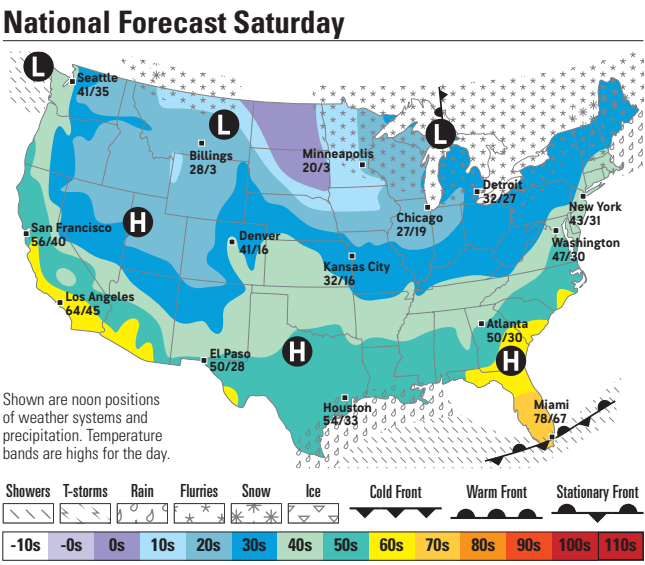 National Forecast Saturday
L
Seattle
41/35
L
Billings
28/3
Minneapolis
20/3
L
Detroit
32/27
New York
43/31
Chicago
27/19
Washington
47/30
H
San Francisco
56/40
Denver
41/16
Kansas City
32/16
Los Angeles
64/45
Atlanta
50/30
El Paso
50/28
H
H
Houston
54/33
Miami
78/67
Shown are noon positions
of weather systems and
precipitation. Temperature
bands are highs for the day.
Showers T-storms Rain Flurries Snow Ice Cold Front Warm Front Stationary Front
-10s -0s 0s 10s 20s 30s 40s 50s 60s 70s 80s 90s 100s 110s